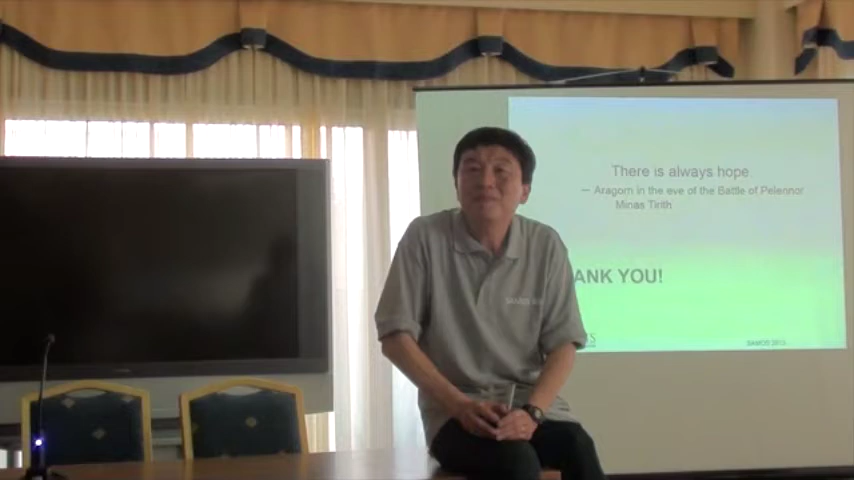 There is always hope
– Aragorn in the eve of the Battle of Pelennor
Minas Tirith
ANK YOU!
SAMOS 2013